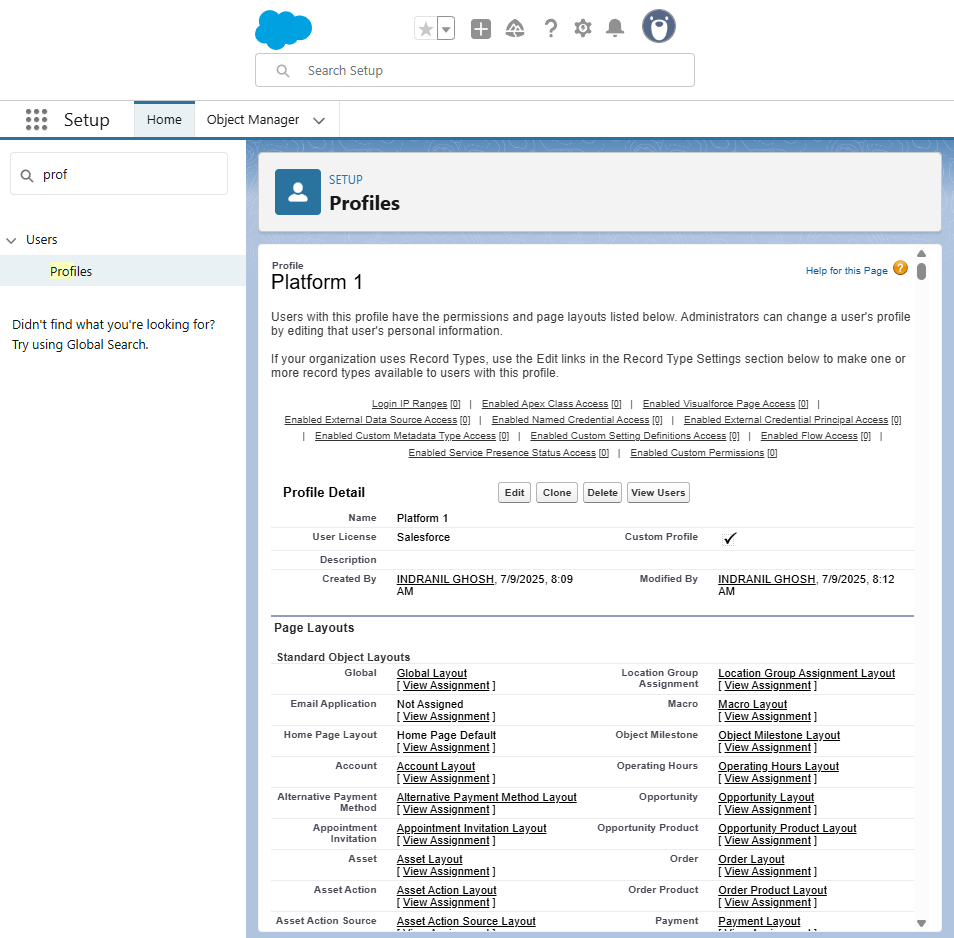 Search Setup
Setup
Home
Object Manager
prof
Users
Profiles
Didn't find what you're looking for?
Try using Global Search.
SETUP
Profiles
Profile
Platform 1
Help for this Page ?
Users with this profile have the permissions and page layouts listed below. Administrators can change a user's profile
by editing that user's personal information.
If your organization uses Record Types, use the Edit links in the Record Type Settings section below to make one or
more record types available to users with this profile.
Login IP Ranges [0] | Enabled Apex Class Access [0] | Enabled Visualforce Page Access [0] |
Enabled External Data Source Access [0] | Enabled Named Credential Access [0] | Enabled External Credential Principal Access [0]
| Enabled Custom Metadata Type Access [0] | Enabled Custom Setting Definitions Access [0] | Enabled Flow Access [0] |
Enabled Service Presence Status Access [0] | Enabled Custom Permissions [0]
Profile Detail
Edit Clone Delete View Users
Name Platform 1
User License Salesforce Custom Profile
Description
Created By INDRANIL GHOSH, 7/9/2025, 8:09 AM
Modified By INDRANIL GHOSH, 7/9/2025, 8:12 AM
Page Layouts
Standard Object Layouts
Global Global Layout
[ View Assignment ]
Location Group Assignment Location Group Assignment Layout
[ View Assignment ]
Email Application Not Assigned
[ View Assignment ]
Macro Macro Layout
[ View Assignment ]
Home Page Layout Home Page Default
[ View Assignment ]
Object Milestone Object Milestone Layout
[ View Assignment ]
Account Account Layout
[ View Assignment ]
Operating Hours Operating Hours Layout
[ View Assignment ]
Alternative Payment Method Alternative Payment Method Layout
[ View Assignment ]
Opportunity Opportunity Layout
[ View Assignment ]
Appointment Invitation Appointment Invitation Layout
[ View Assignment ]
Opportunity Product Opportunity Product Layout
[ View Assignment ]
Asset Asset Layout
[ View Assignment ]
Order Order Layout
[ View Assignment ]
Asset Action Asset Action Layout
[ View Assignment ]
Order Product Order Product Layout
[ View Assignment ]
Asset Action Source Asset Action Source Layout
Payment Payment Layout